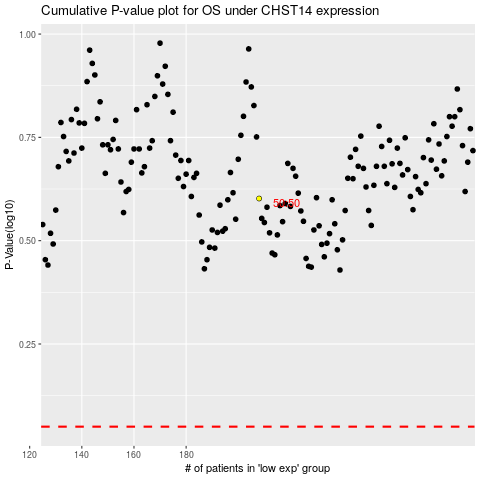 Cumulative P-value plot for OS under CHST14 expression
P-Value(log10)
1.00
0.75
0.50
0.25
50-50
120 140 160 180
# of patients in 'low exp' group